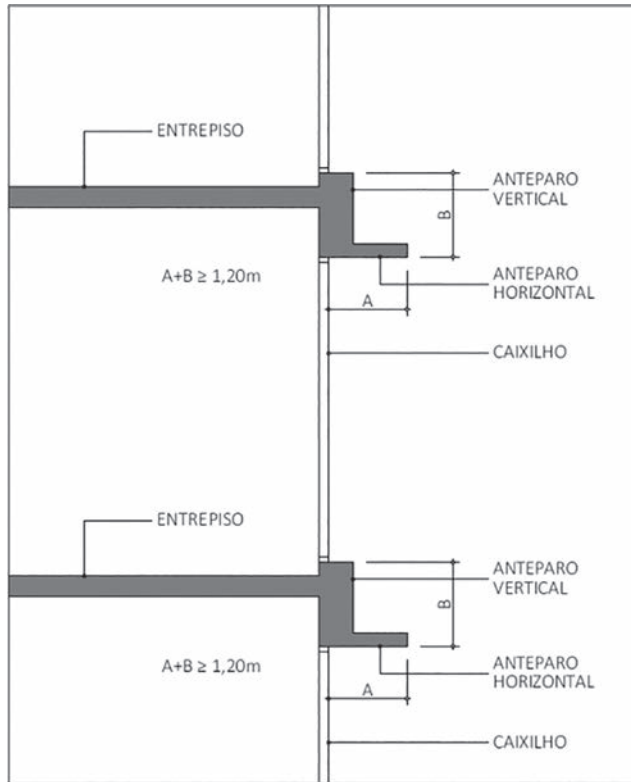 ENTREPISO
ANTEPARO
VERTICAL
B
A+B ≥ 1,20m
ANTEPARO
HORIZONTAL
A
CAIXILHO
ENTREPISO
ANTEPARO
VERTICAL
B
A+B ≥ 1,20m
ANTEPARO
HORIZONTAL
A
CAIXILHO